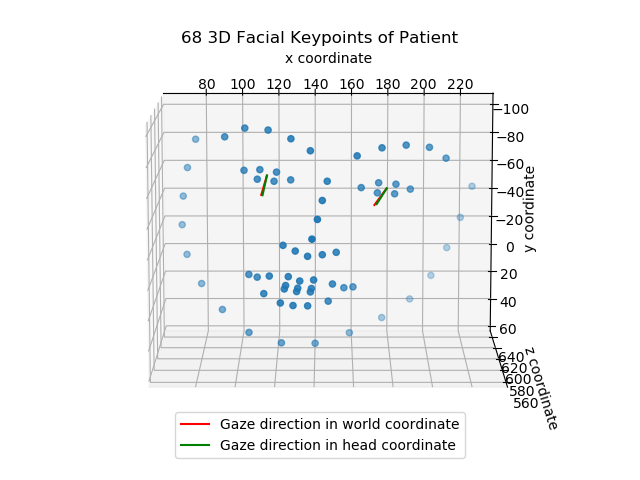 68 3D Facial Keypoints of Patient
x coordinate
80 100 120 140 160 180 200 220
−100
−80
−60
−40
−20
0
20
40
60
y coordinate
640
620
600
580
560
z coordinate
Gaze direction in world coordinate
Gaze direction in head coordinate